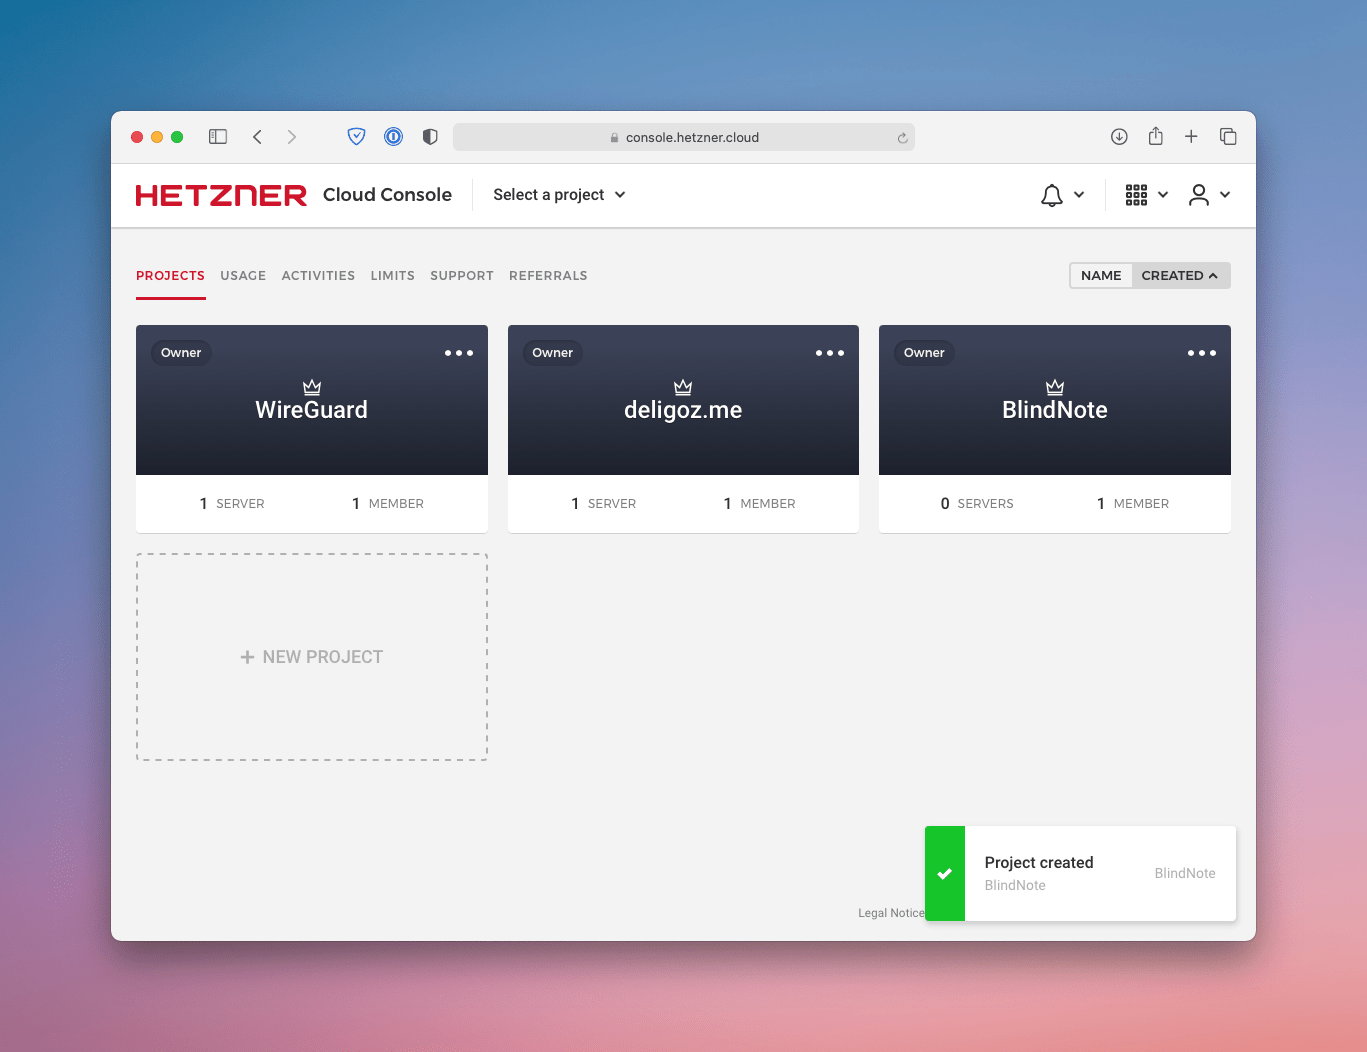 console.hetzner.cloud
HETZNER Cloud Console Select a project
PROJECTS USAGE ACTIVITIES LIMITS SUPPORT REFERRALS
NAME CREATED
Owner
WireGuard
1 SERVER 1 MEMBER
Owner
deligoz.me
1 SERVER 1 MEMBER
Owner
BlindNote
0 SERVERS 1 MEMBER
+ NEW PROJECT
Project created
BlindNote
BlindNote
Legal Notice